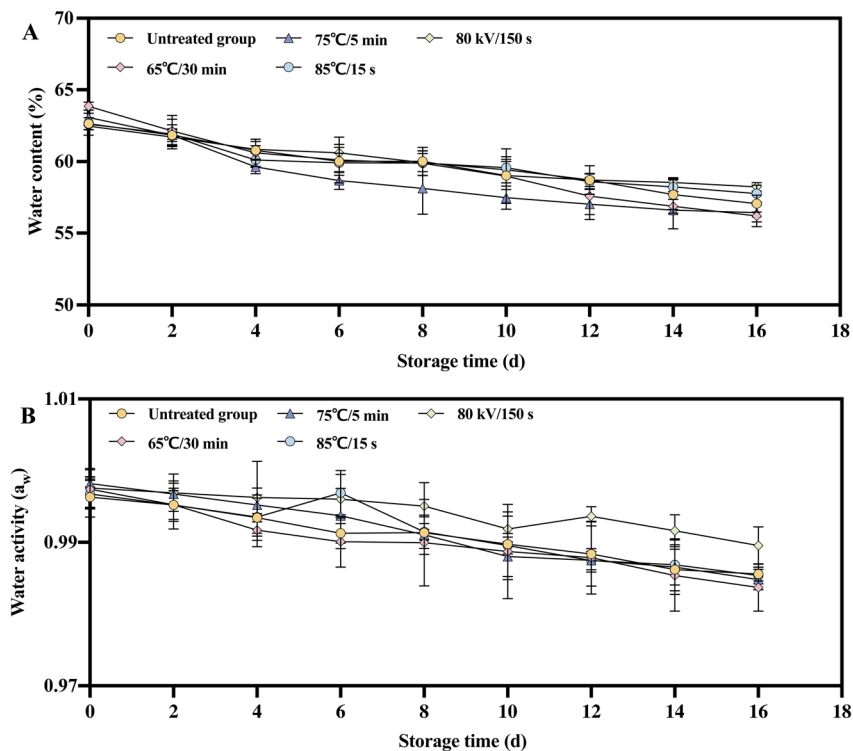 A
70
Untreated group
75℃/5 min
80 kV/150 s
65℃/30 min
85℃/15 s
65
Water content (%)
60
55
50
0 2 4 6 8 10 12 14 16 18
Storage time (d)
B
1.01
Untreated group
75℃/5 min
80 kV/150 s
65℃/30 min
85℃/15 s
Water activity (aw)
0.99
0.97
0 2 4 6 8 10 12 14 16 18
Storage time (d)